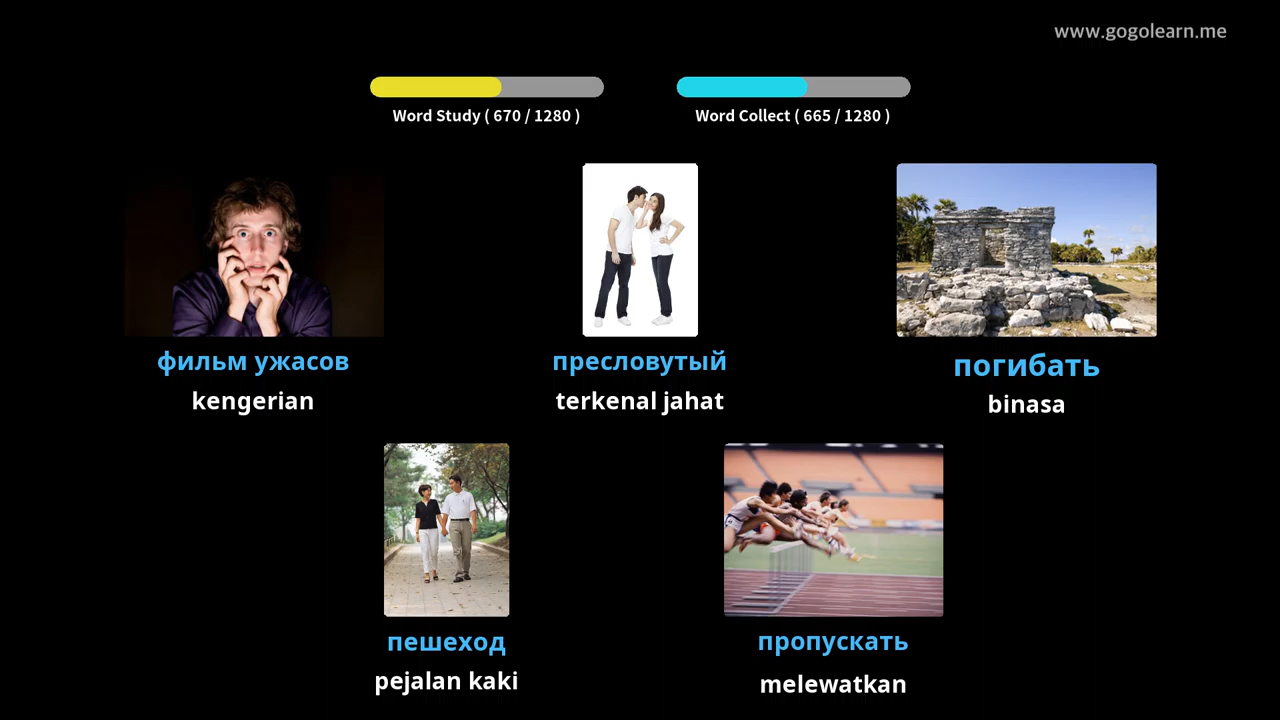 www.gogolearn.me
Word Study ( 670 / 1280 )
Word Collect ( 665 / 1280 )
фильм ужасов
kengerian
пресловутый
terkenal jahat
погибать
binasa
пешеход
pejalan kaki
пропускать
melewatkan